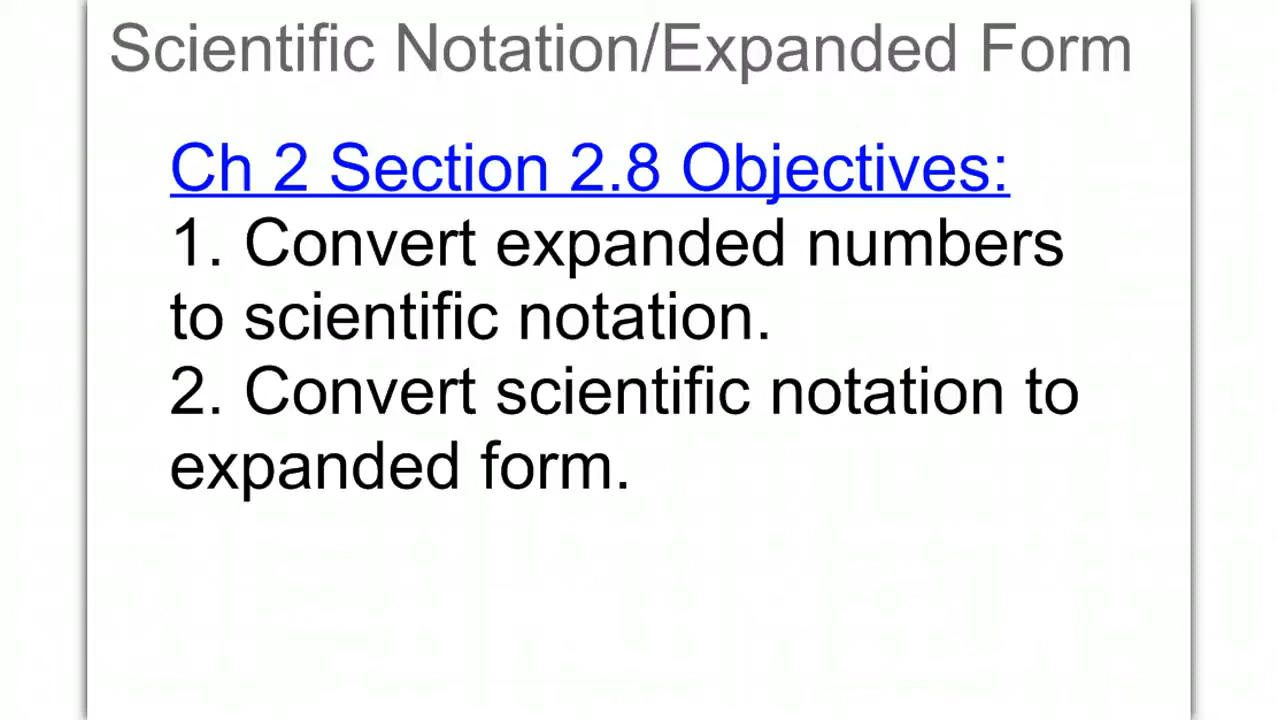 Scientific Notation/Expanded Form
Ch 2 Section 2.8 Objectives:
1. Convert expanded numbers
to scientific notation.
2. Convert scientific notation to
expanded form.